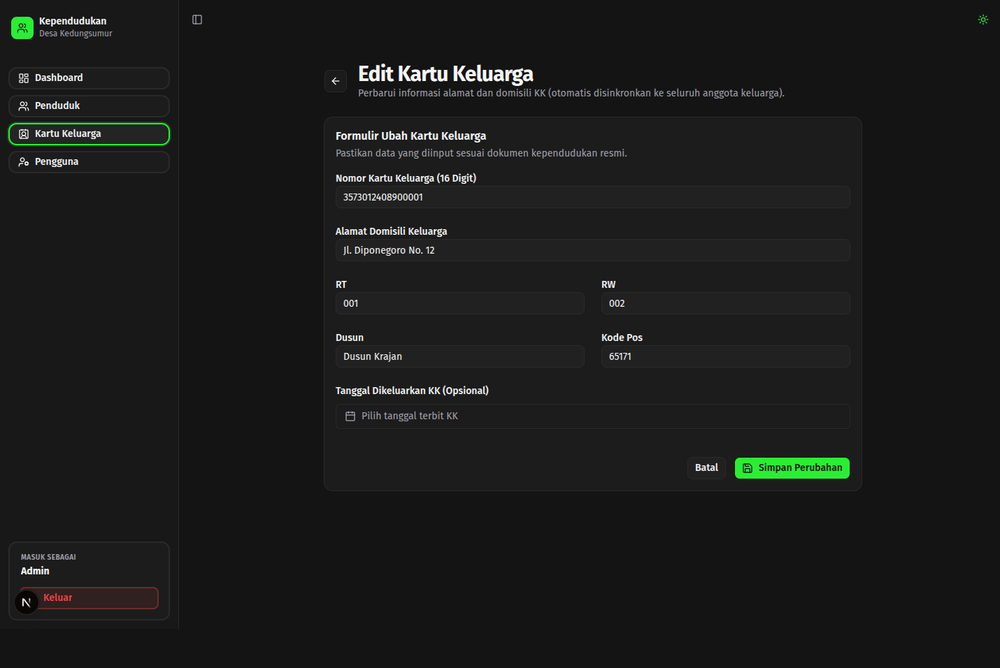 Kependudukan
Desa Kedungsumur
Dashboard
Penduduk
Kartu Keluarga
Pengguna
MASUK SEBAGAI
Admin
Keluar
N
Edit Kartu Keluarga
Perbarui informasi alamat dan domisili KK (otomatis disinkronkan ke seluruh anggota keluarga).
Formulir Ubah Kartu Keluarga
Pastikan data yang diinput sesuai dokumen kependudukan resmi.
Nomor Kartu Keluarga (16 Digit)
3573012408900001
Alamat Domisili Keluarga
Jl. Diponegoro No. 12
RT
001
RW
002
Dusun
Dusun Krajan
Kode Pos
65171
Tanggal Dikeluarkan KK (Opsional)
Pilih tanggal terbit KK
Batal
Simpan Perubahan